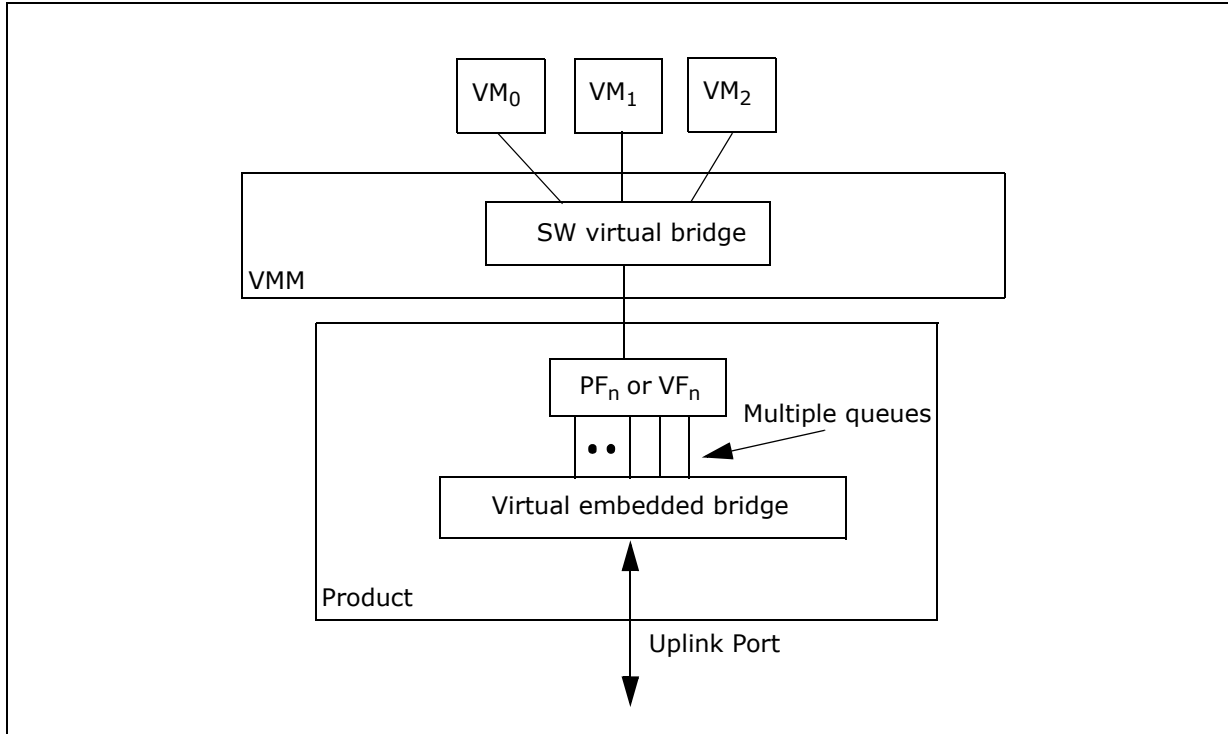 VM0
VM1
VM2
SW virtual bridge
VMM
PFn or VFn
Multiple queues
Virtual embedded bridge
Product
Uplink Port